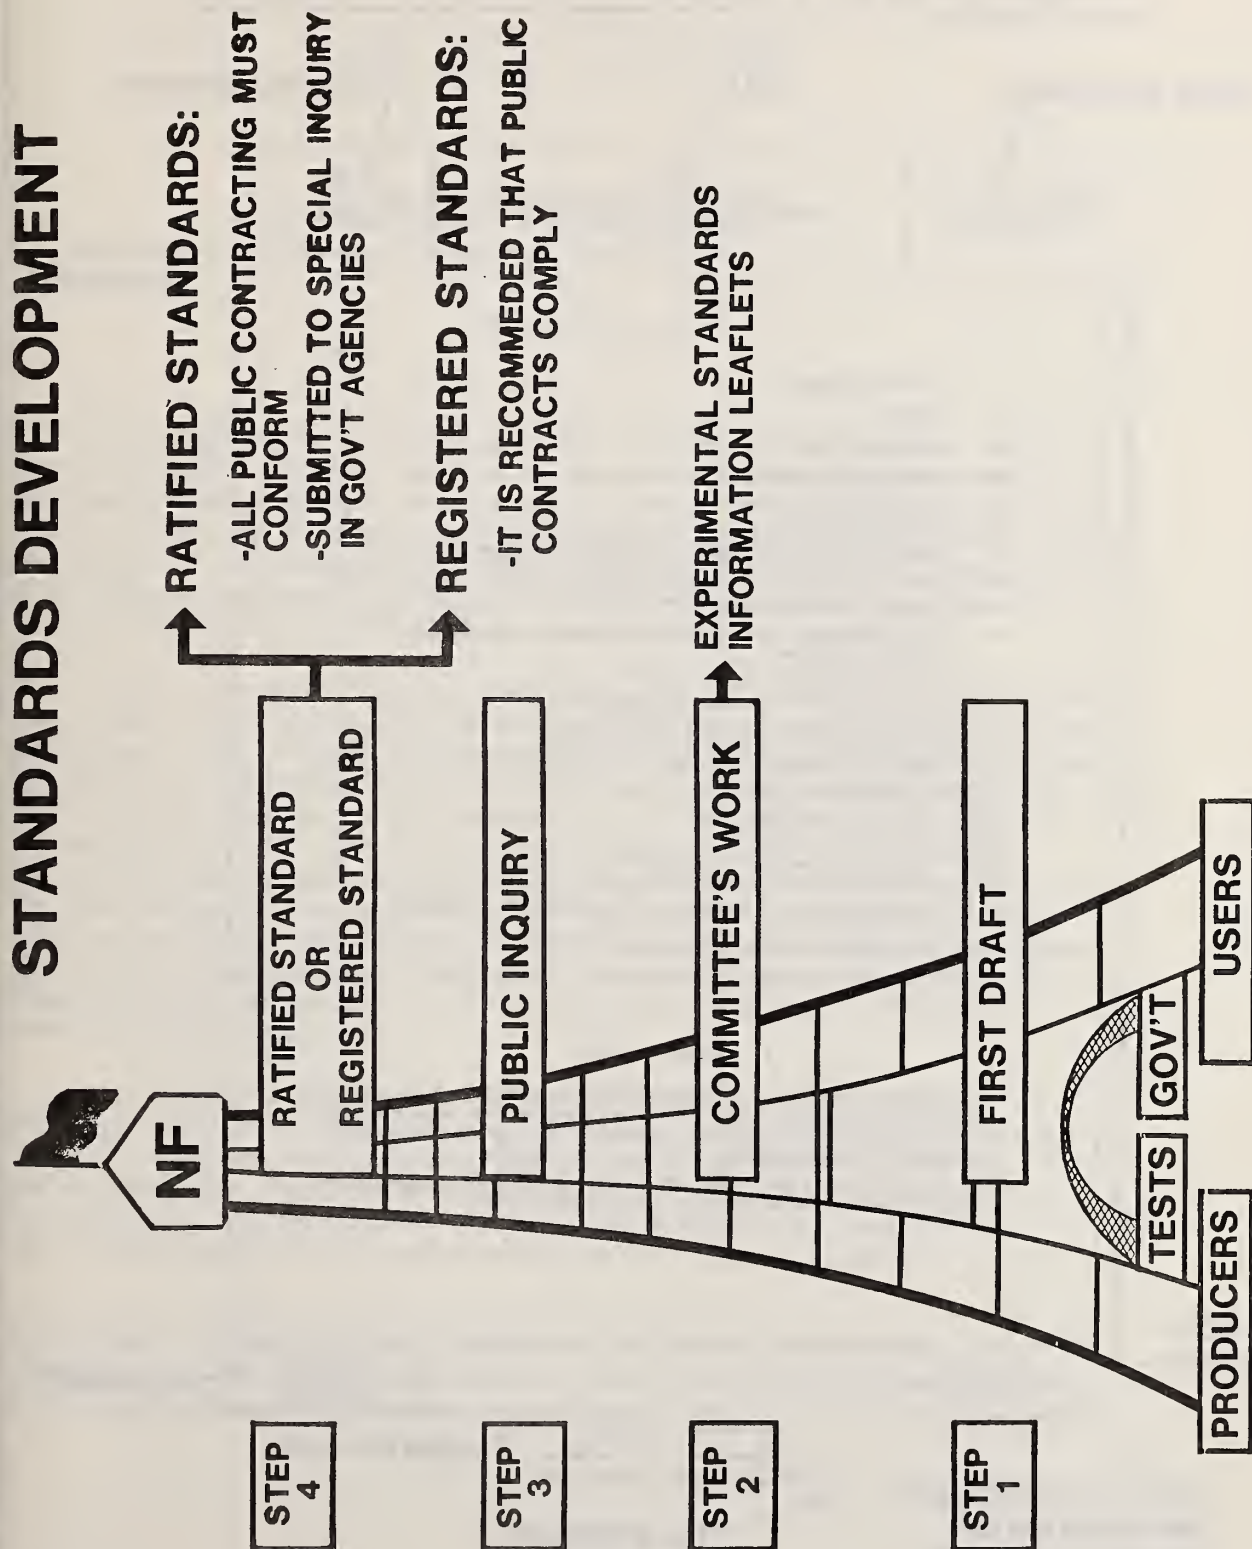 STANDARDS DEVELOPMENT
NF
STEP
4
RATIFIED STANDARD
OR
REGISTERED STANDARD
RATIFIED STANDARDS:
-ALL PUBLIC CONTRACTING MUST
CONFORM
-SUBMITTED TO SPECIAL INQUIRY
IN GOV'T AGENCIES
REGISTERED STANDARDS:
-IT IS RECOMMEDED THAT PUBLIC
CONTRACTS COMPLY
STEP
3
PUBLIC INQUIRY
STEP
2
COMMITTEE'S WORK
EXPERIMENTAL STANDARDS
INFORMATION LEAFLETS
STEP
1
FIRST DRAFT
TESTS
GOV'T
PRODUCERS
USERS